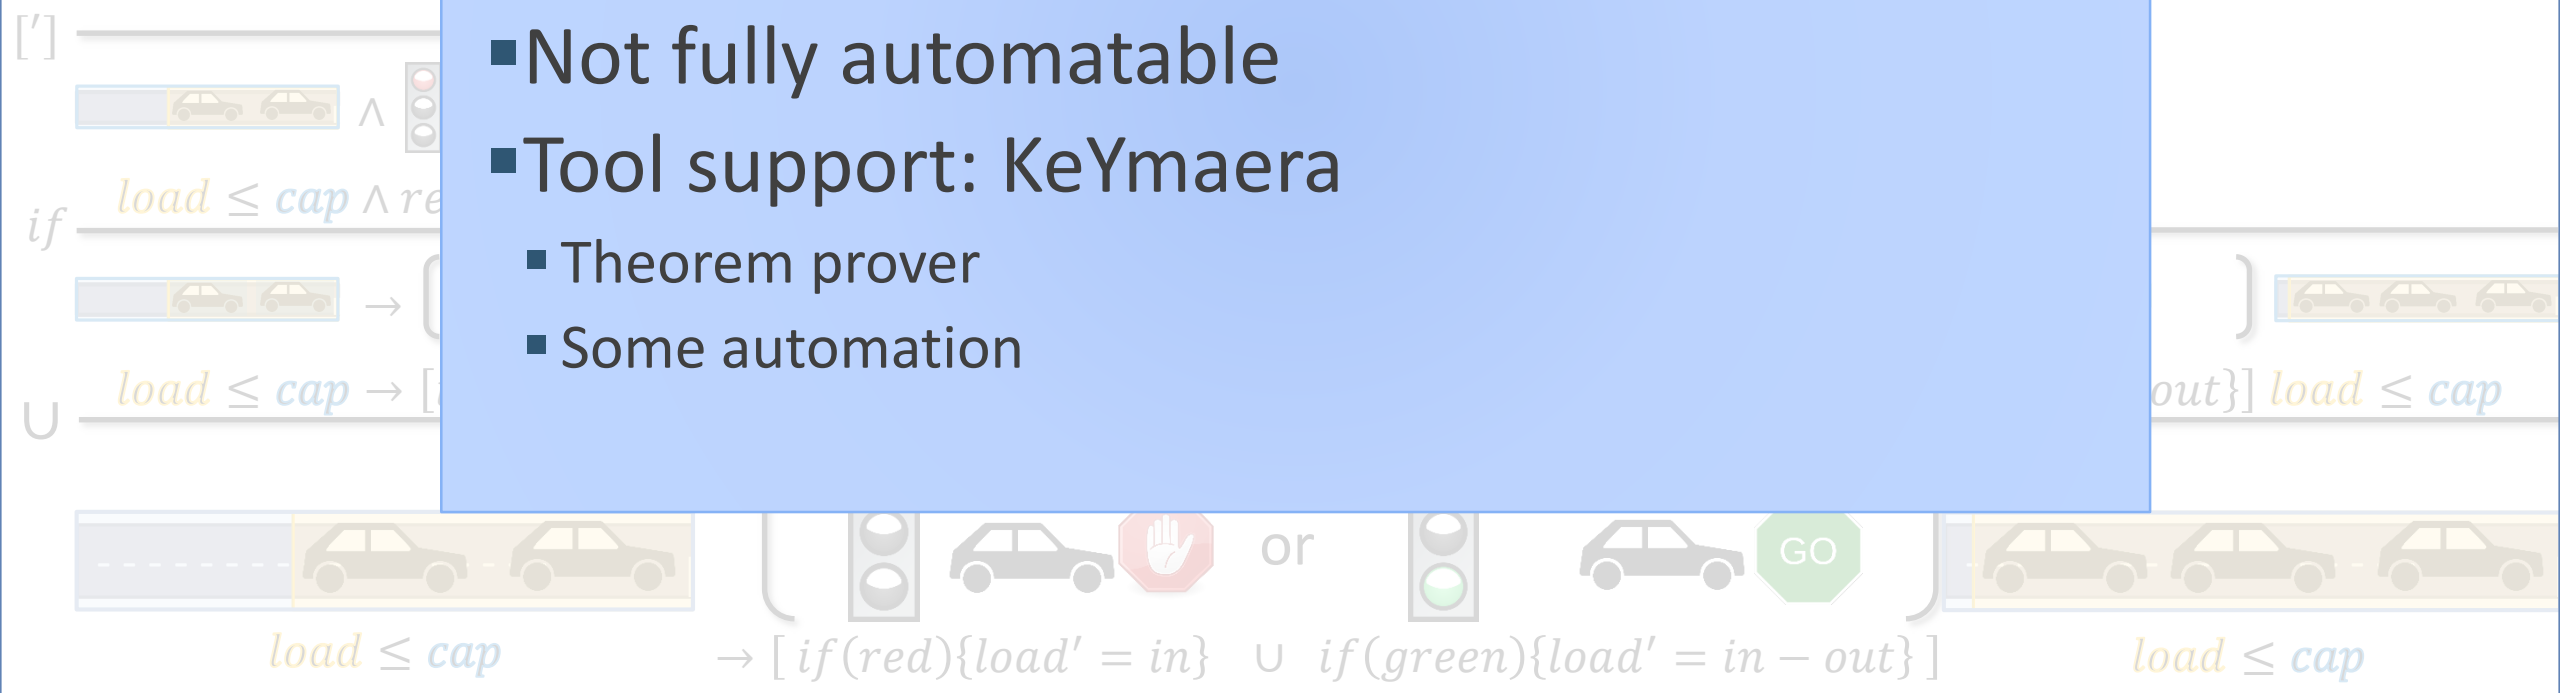 [′]
▪Not fully automatable
∧
▪Tool support: KeYmaera
load ≤ cap ∧ re
if
▪Theorem prover
→
▪Some automation
load ≤ cap → [
out}] load ≤ cap
∪
or
GO
load ≤ cap → [ if(red){load′ = in} ∪ if(green){load′ = in − out} ] load ≤ cap